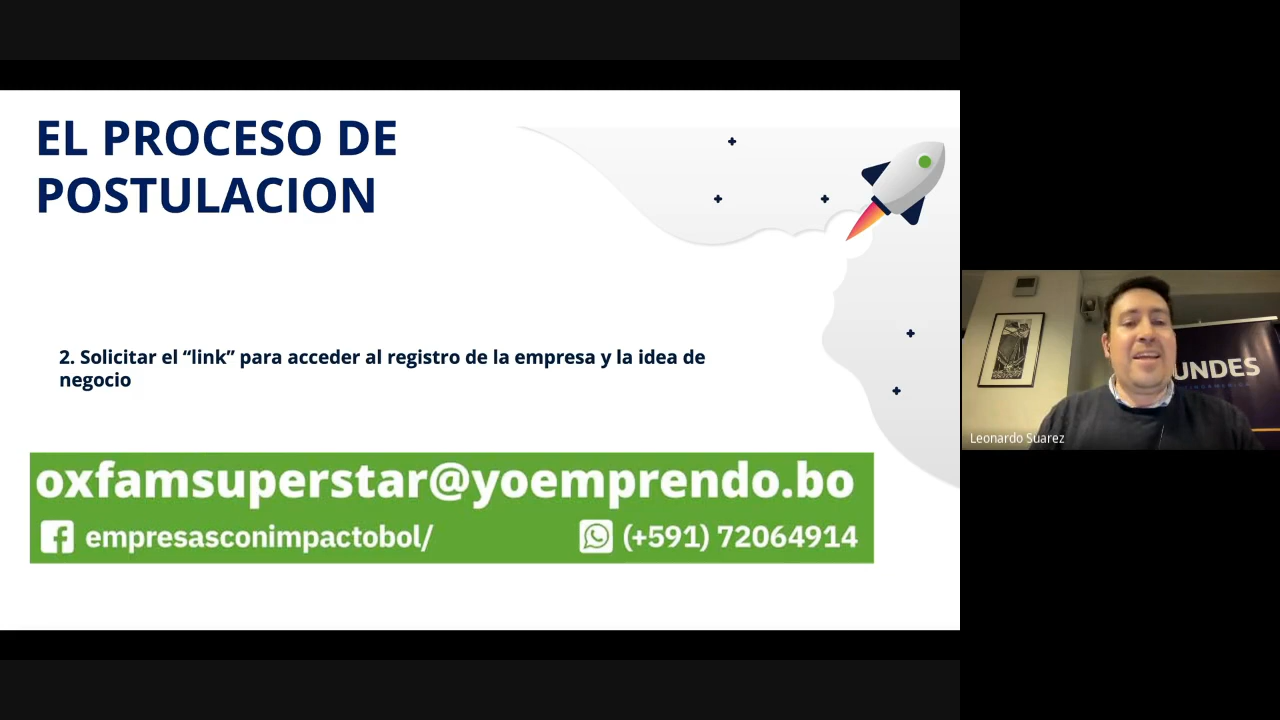 EL PROCESO DE
POSTULACION
2. Solicitar el “link” para acceder al registro de la empresa y la idea de
negocio
oxfamsuperstar@yoemprendo.bo
empresasconimpactobol/
(+591) 72064914
UNDES
Leonardo Suarez